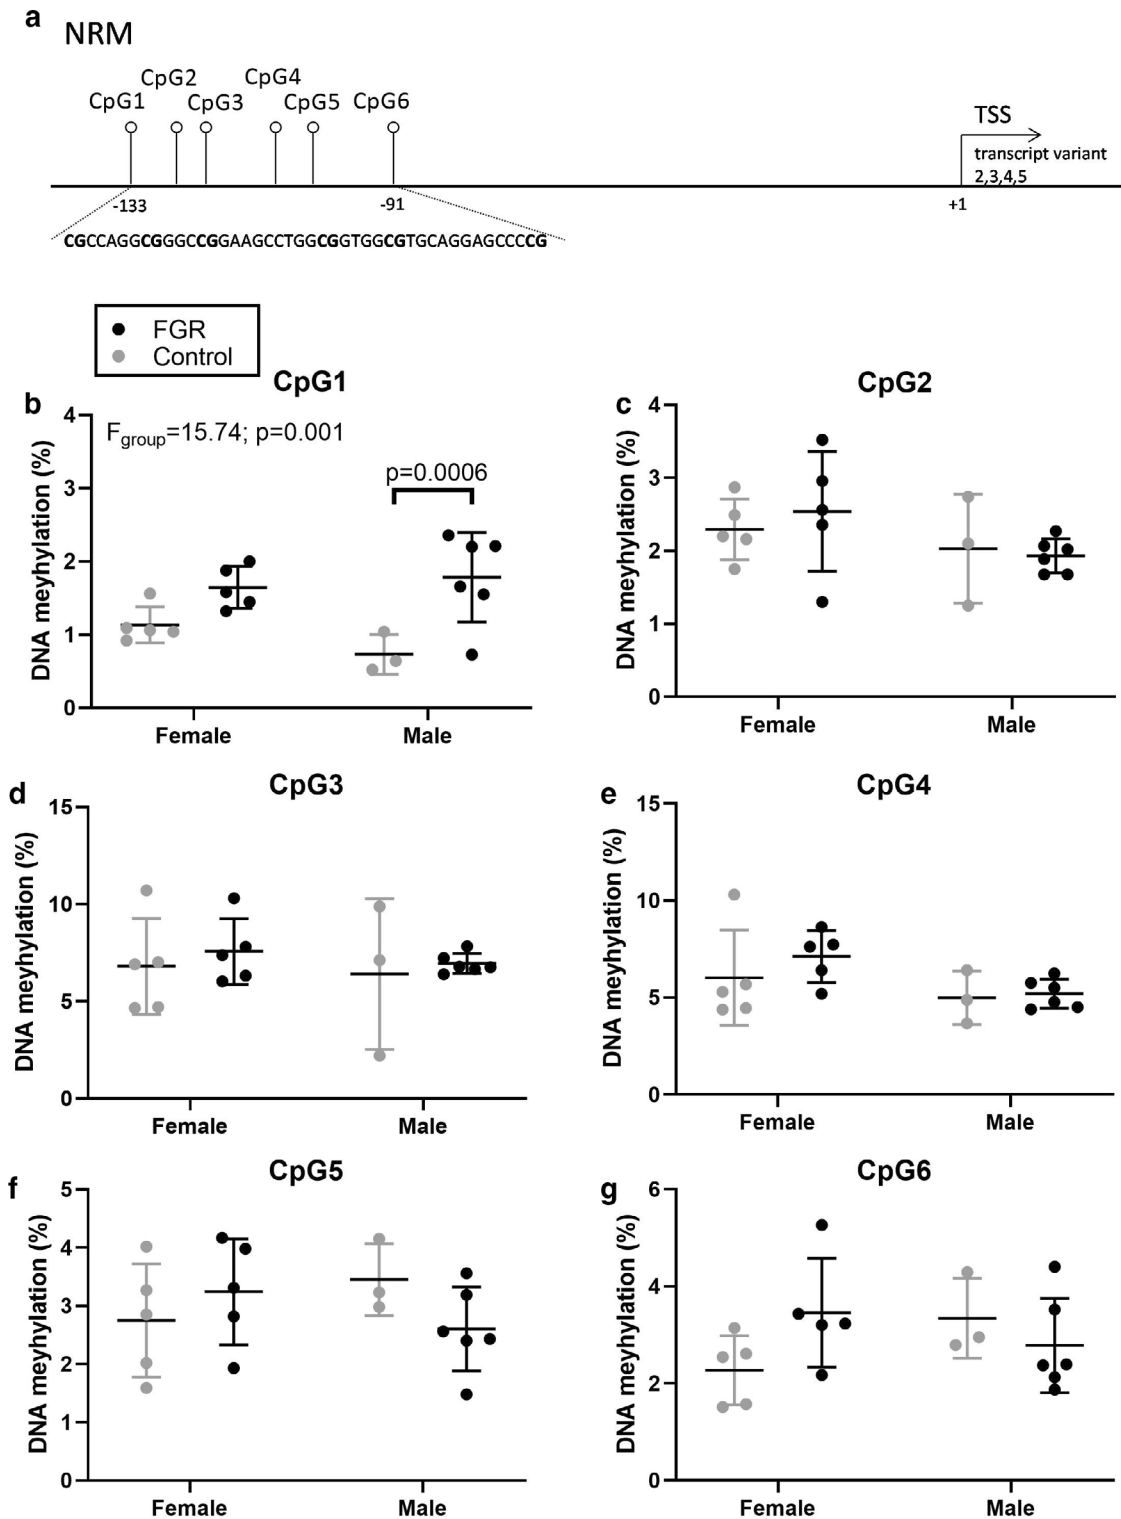 a
NRM
CpG2 CpG4
CpG1 CpG3 CpG5 CpG6
TSS
transcript variant
2,3,4,5
-133 -91 +1
CGCCAGGCGGGCCGGAAGCCTGGCGGTGGCGTGCAGGAGCCCCG
FGR
Control
b
CpG1
DNA meyhylation (%)
Fgroup=15.74; p=0.001
p=0.0006
4
3
2
1
0
Female Male
c
CpG2
DNA meyhylation (%)
4
3
2
1
0
Female Male
d
CpG3
DNA meyhylation (%)
15
10
5
0
Female Male
e
CpG4
DNA meyhylation (%)
15
10
5
0
Female Male
f
CpG5
DNA meyhylation (%)
5
4
3
2
1
0
Female Male
g
CpG6
DNA meyhylation (%)
6
4
2
0
Female Male